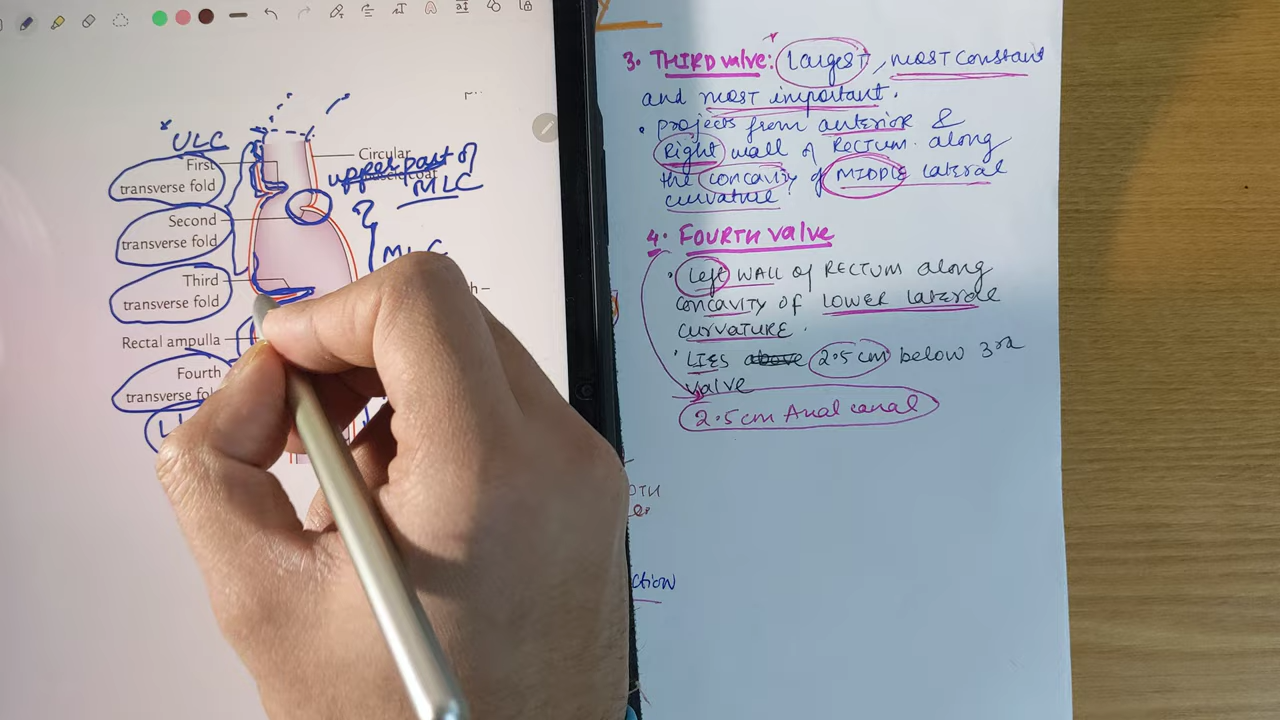 * ULC
First
transverse fold
Second
transverse fold
Third
transverse fold
Rectal ampulla
Fourth
transverse fol
Circular
upper part of
MLC
MLC
3. THIRD valve: Largest, most constant
and most important.
• projects from anterior &
Right wall of Rectum along
the concavity of MIDDLE lateral
curvature
4. FOURTH valve
• Left WALL of RECTUM along
concavity of LOWER laterale
curvature.
• LIES above 2.5 cm below 3rd
valve
2.5 cm Anal canal
OTH
ction